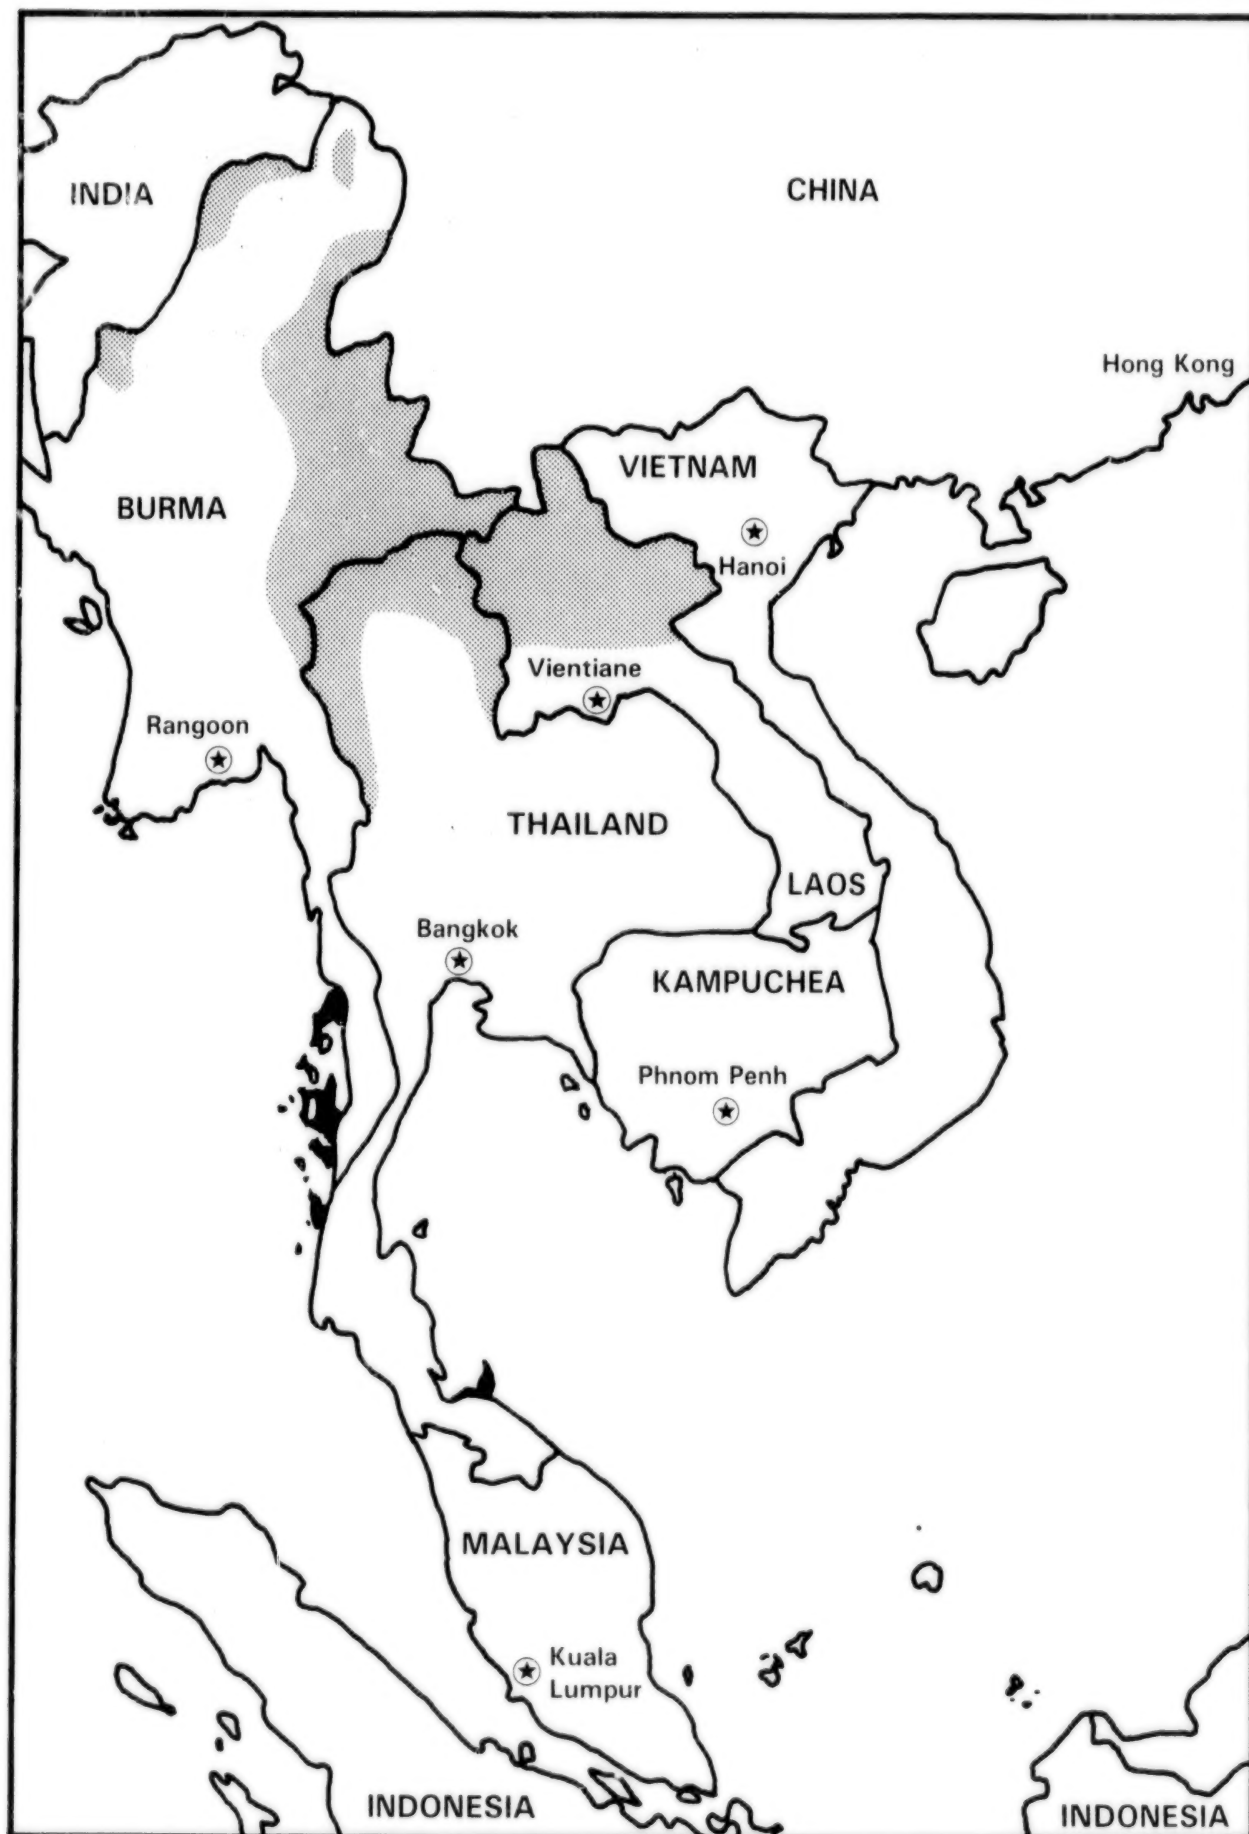 INDIA
CHINA
Hong Kong
VIETNAM
BURMA
Hanoi
Vientiane
Rangoon
THAILAND
LAOS
Bangkok
KAMPUCHEA
Phnom Penh
MALAYSIA
Kuala
Lumpur
INDONESIA
INDONESIA